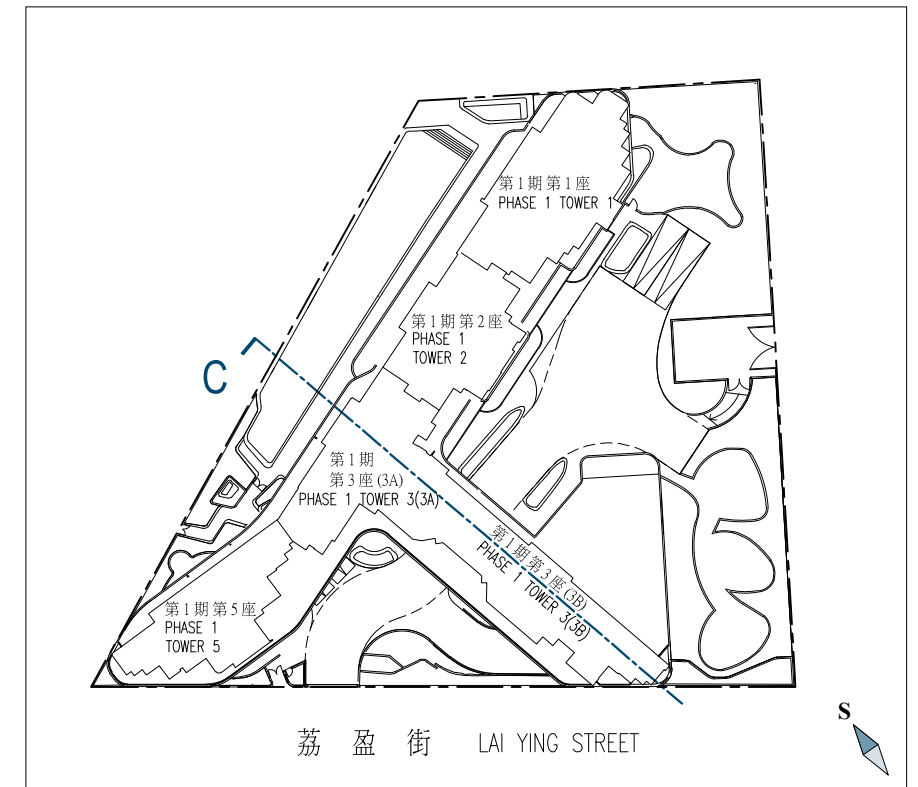 第1期第1座
PHASE 1 TOWER 1
第1期第2座
PHASE 1
TOWER 2
C
第1期
第3座(3A)
PHASE 1 TOWER 3(3A)
第1期第3座(3B)
PHASE 1 TOWER 3(3B)
第1期第5座
PHASE 1
TOWER 5
荔盈街 LAI YING STREET
S